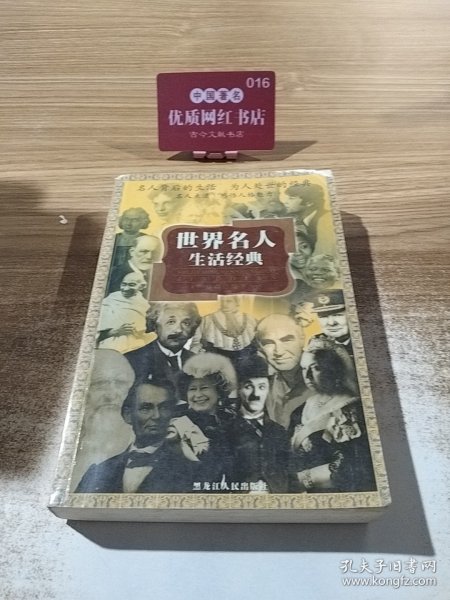 016
中国著名
优质网红书店
古今文献书店
名人背后的生活 为人处世的经典
世界名人
生活经典
黑龙江人民出版社
孔夫子旧书网
www.kongfz.com